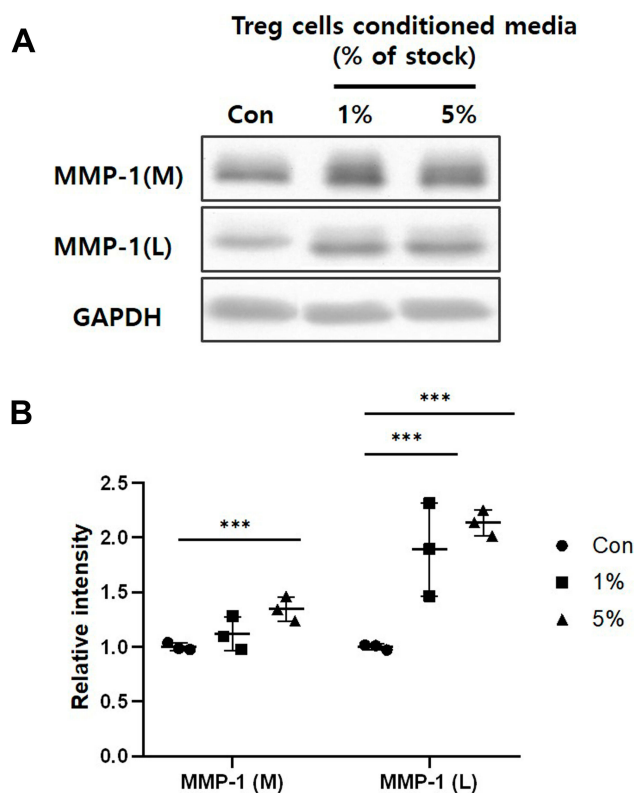 A
Treg cells conditioned media
(% of stock)
Con 1% 5%
MMP-1(M)
MMP-1(L)
GAPDH
B
***
***
***
2.5
2.0
1.5
1.0
0.5
0.0
Relative intensity
MMP-1 (M) MMP-1 (L)
Con
1%
5%